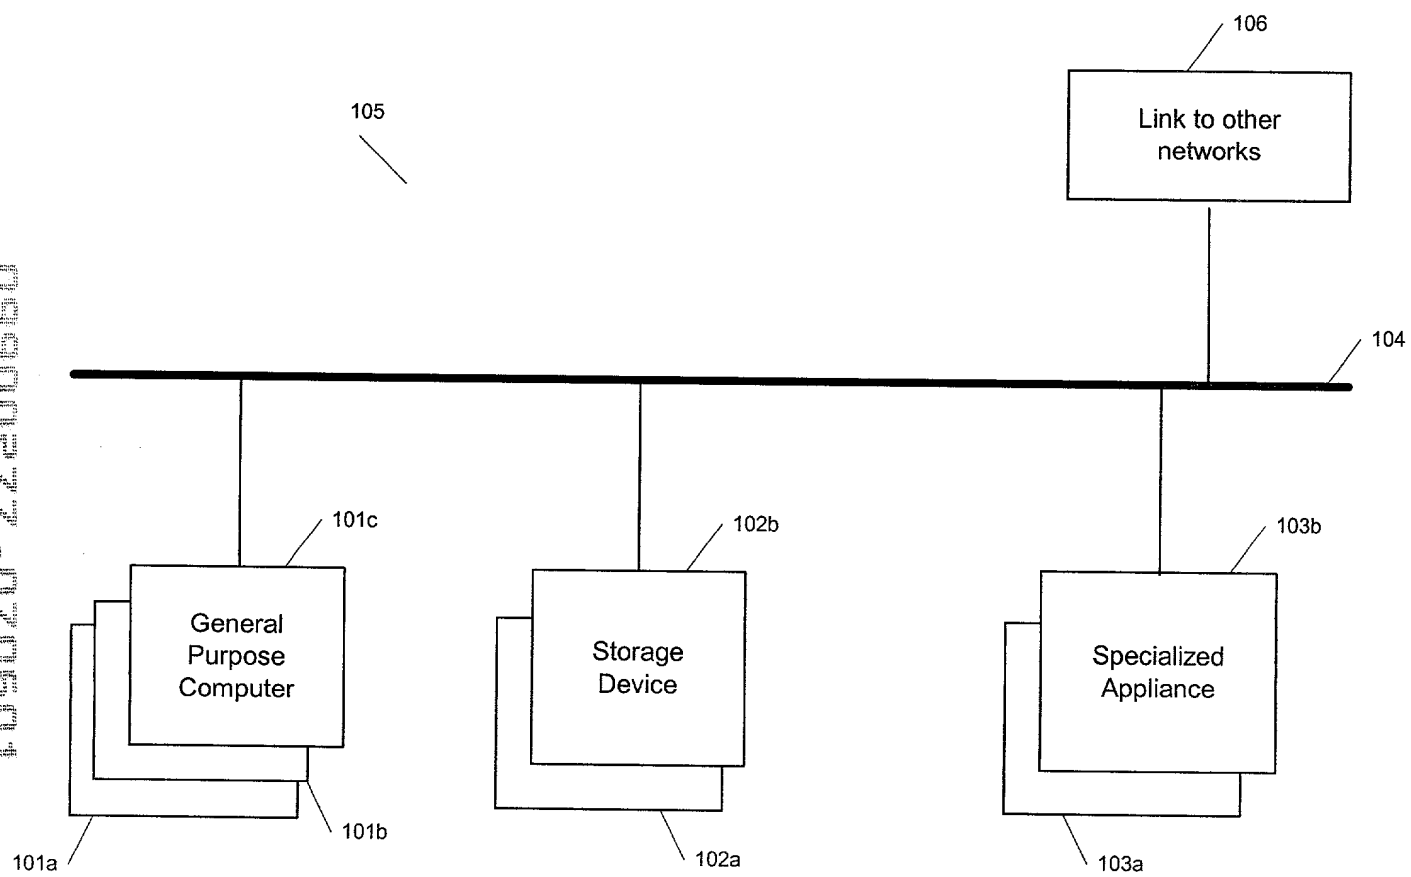 106
Link to other
networks
105
104
101c
102b
103b
General
Purpose
Computer
Storage
Device
Specialized
Appliance
101b
101a
102a
103a